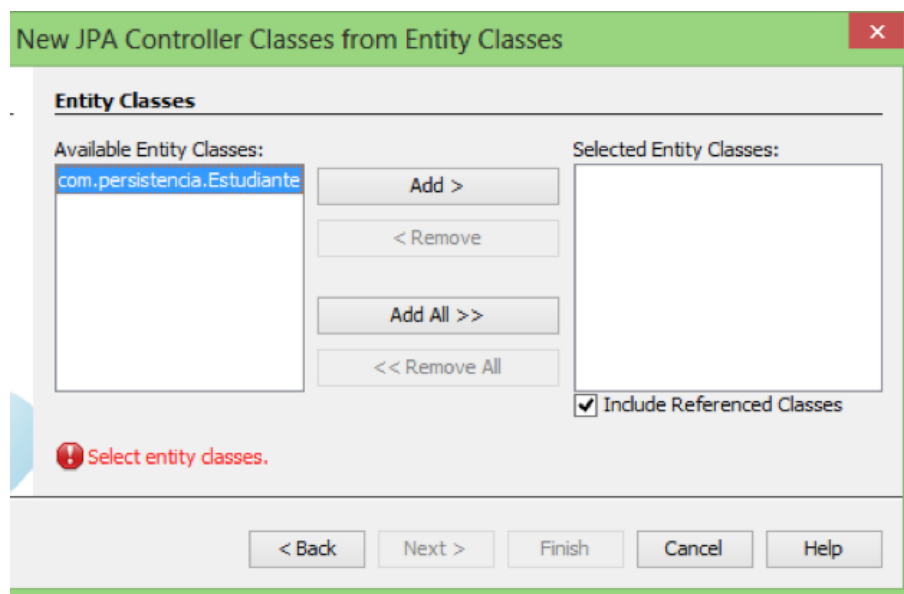 New JPA Controller Classes from Entity Classes
Entity Classes
Available Entity Classes:
Selected Entity Classes:
com.persistencia.Estudiante
Add >
< Remove
Add All >>
<< Remove All
Include Referenced Classes
Select entity classes.
< Back
Next >
Finish
Cancel
Help